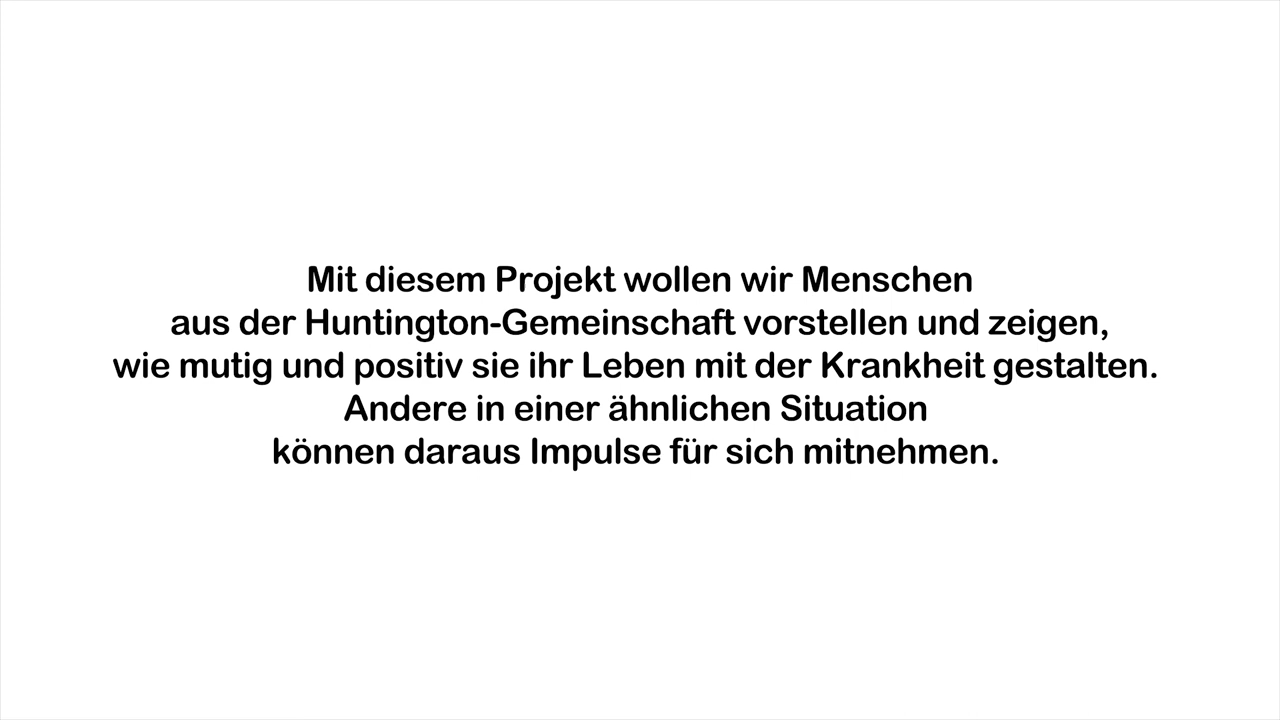 Mit diesem Projekt wollen wir Menschen
aus der Huntington-Gemeinschaft vorstellen und zeigen,
wie mutig und positiv sie ihr Leben mit der Krankheit gestalten.
Andere in einer ähnlichen Situation
können daraus Impulse für sich mitnehmen.